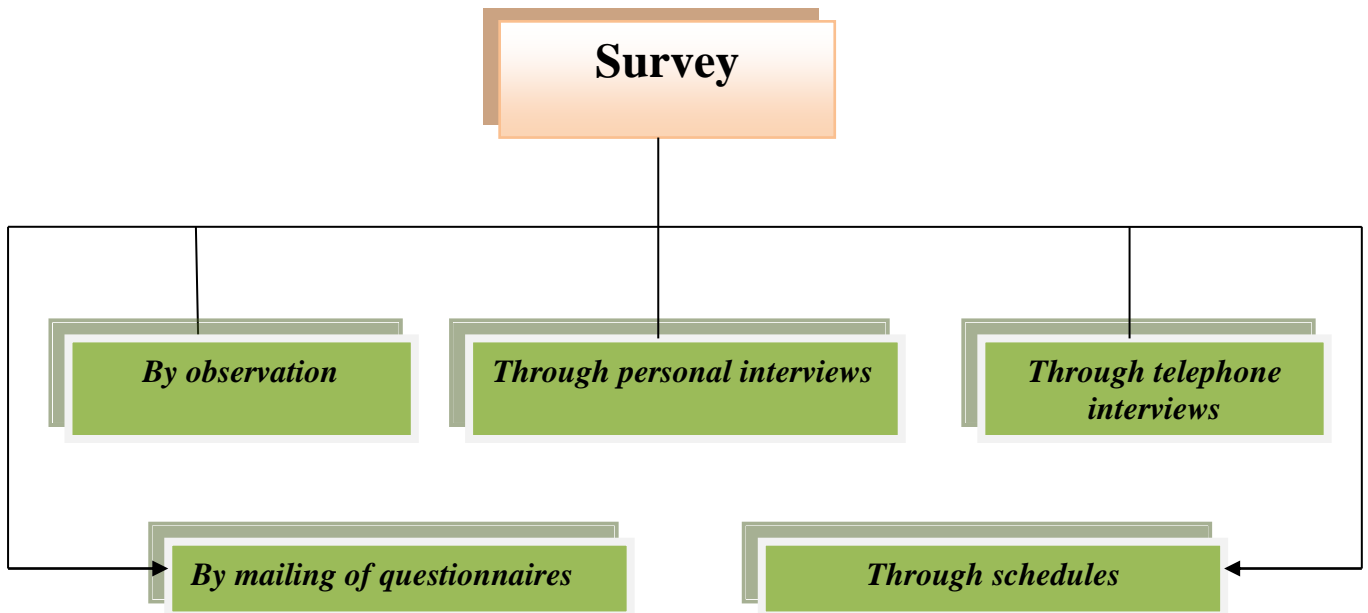 Survey
By observation
Through personal interviews
Through telephone
interviews
By mailing of questionnaires
Through schedules